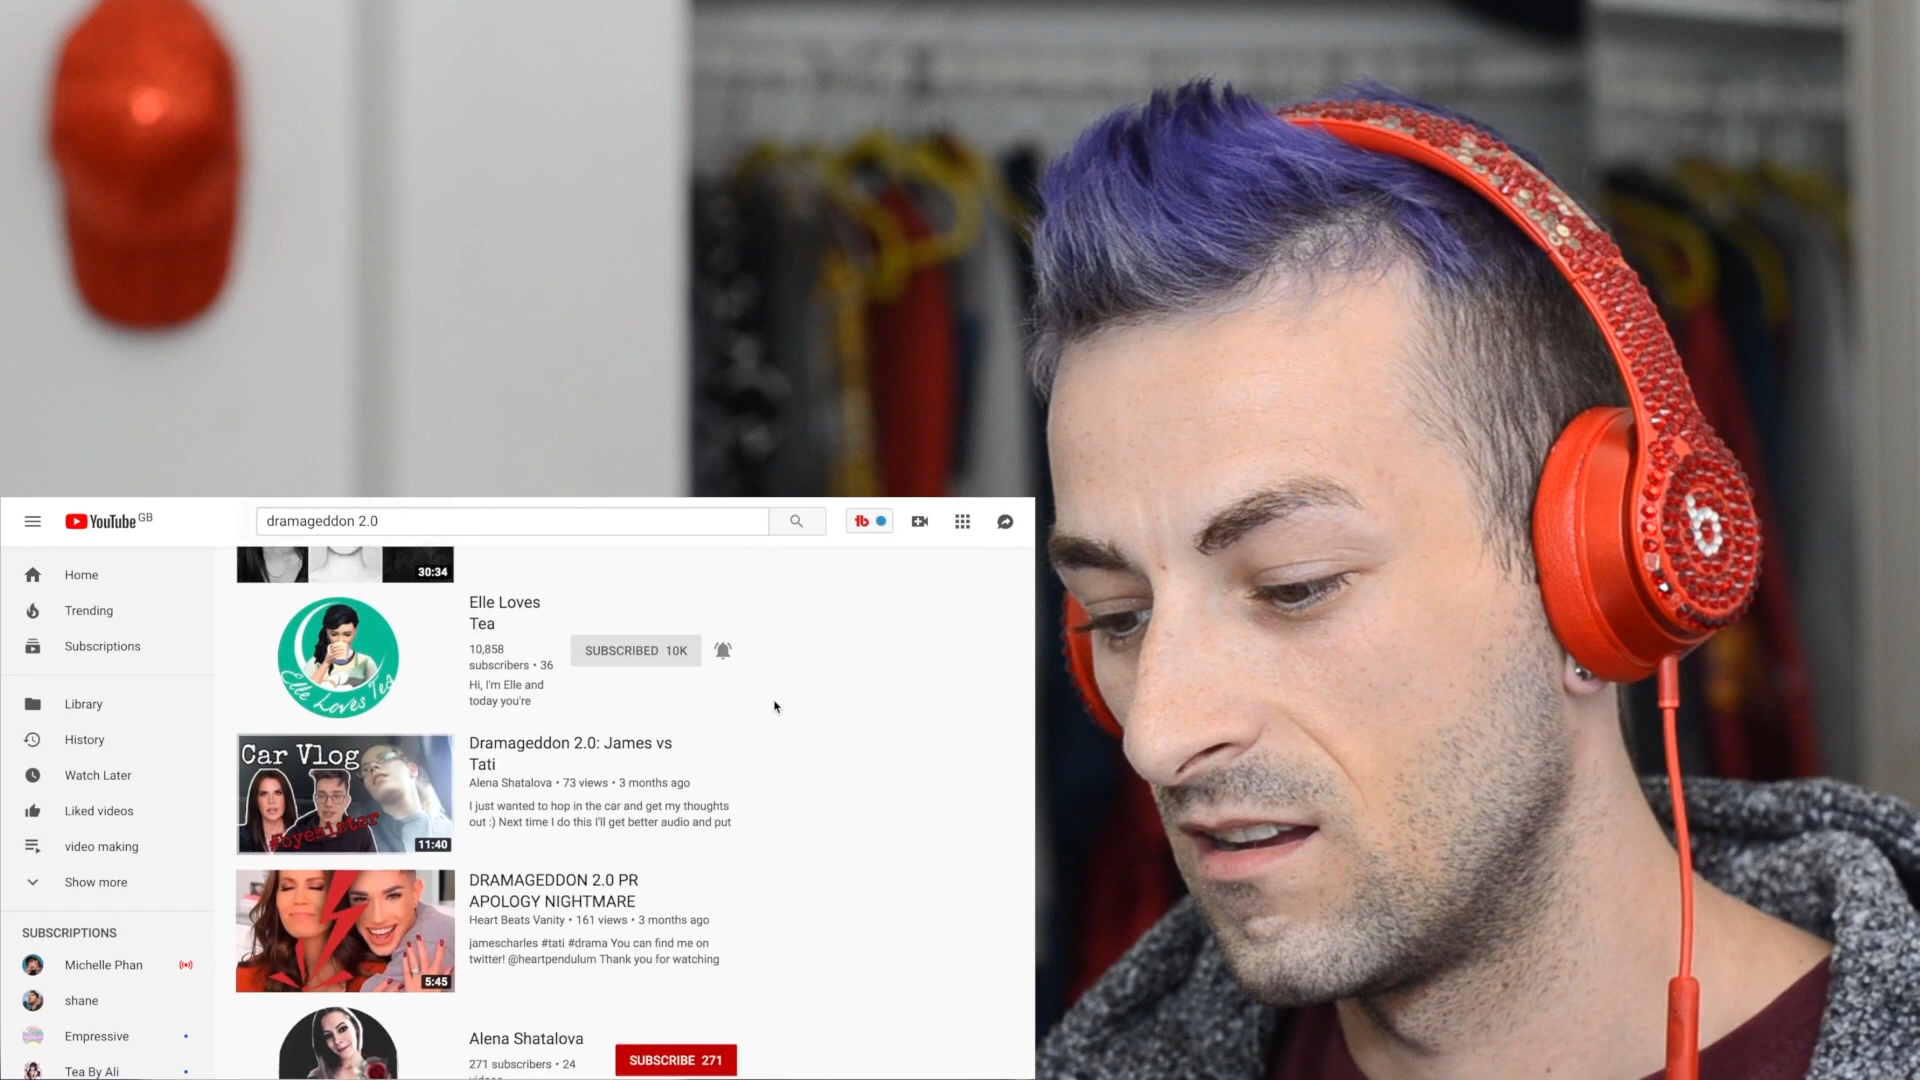 YouTube GB
dramageddon 2.0
tb
Home
Trending
Subscriptions
Library
History
Watch Later
Liked videos
video making
Show more
SUBSCRIPTIONS
Michelle Phan
shane
Empressive
Tea By Ali
30:34
Elle Loves Tea
Elle Loves
Tea
10,858
subscribers • 36
Hi, I'm Elle and
today you're
SUBSCRIBED 10K
Car Vlog
#byesister
11:40
Dramageddon 2.0: James vs
Tati
Alena Shatalova • 73 views • 3 months ago
I just wanted to hop in the car and get my thoughts
out :) Next time I do this I'll get better audio and put
5:45
DRAMAGEDDON 2.0 PR
APOLOGY NIGHTMARE
Heart Beats Vanity • 161 views • 3 months ago
jamescharles #tati #drama You can find me on
twitter! @heartpendulum Thank you for watching
Alena Shatalova
271 subscribers • 24
SUBSCRIBE 271
b